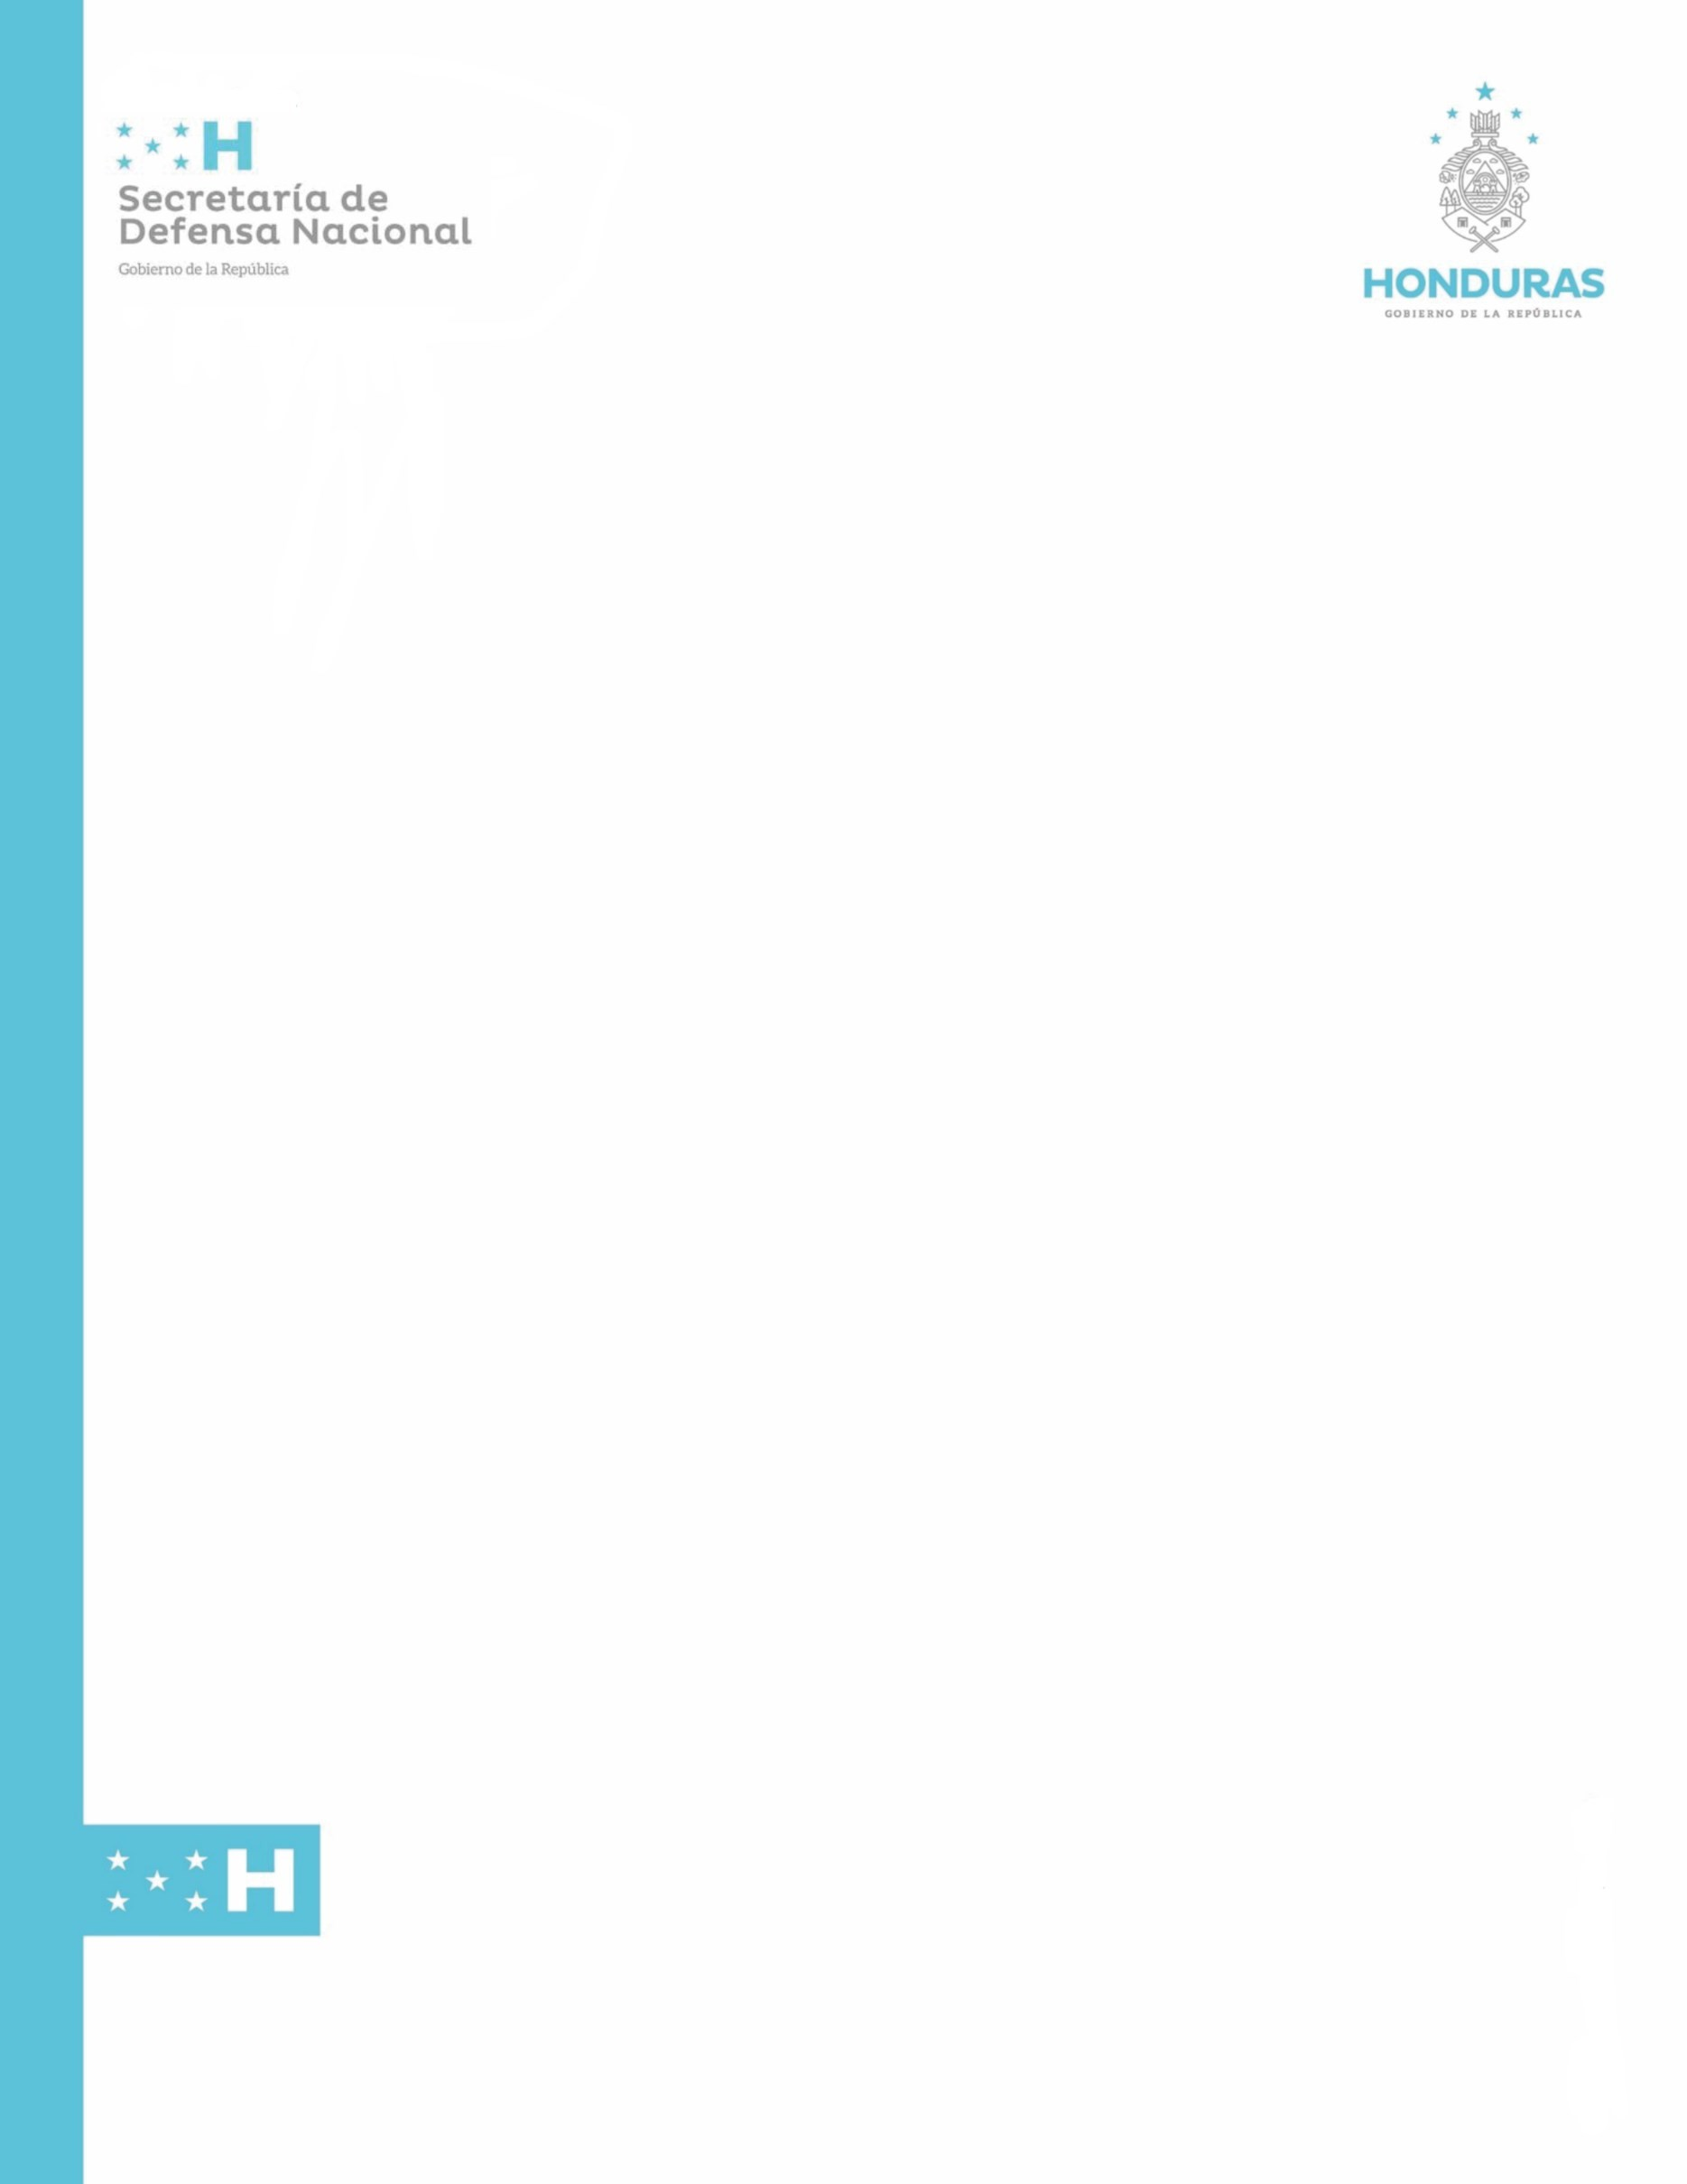 H
Secretaría de
Defensa Nacional
Gobierno de la República
HONDURAS
GOBIERNO DE LA REPÚBLICA
H